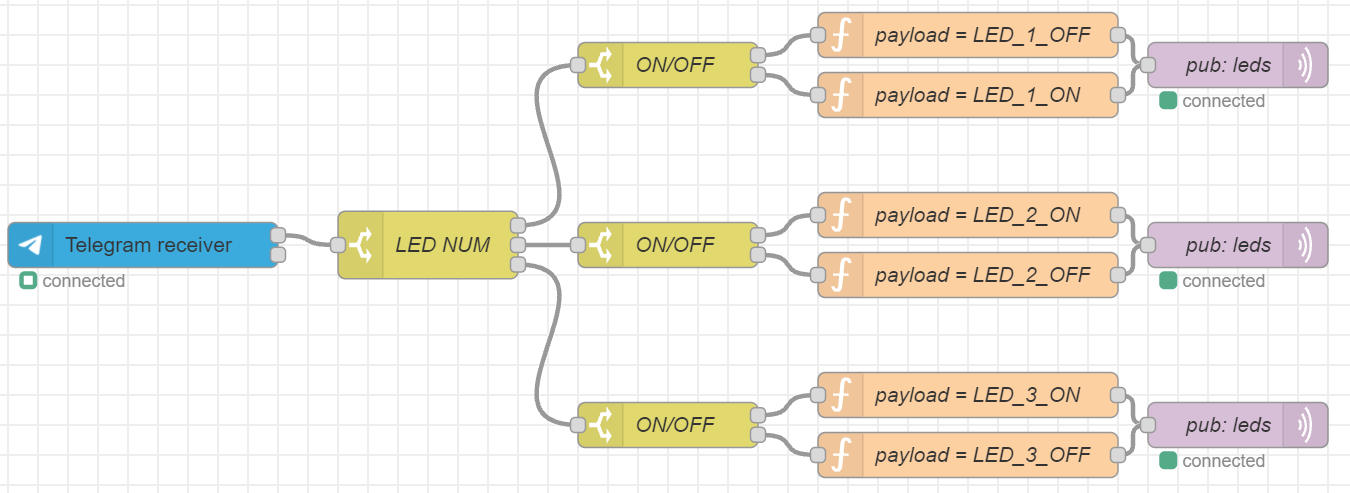 payload = LED_1_OFF
ON/OFF
pub: leds
payload = LED_1_ON
connected
payload = LED_2_ON
Telegram receiver
LED NUM
ON/OFF
pub: leds
payload = LED_2_OFF
connected
connected
payload = LED_3_ON
ON/OFF
pub: leds
payload = LED_3_OFF
connected